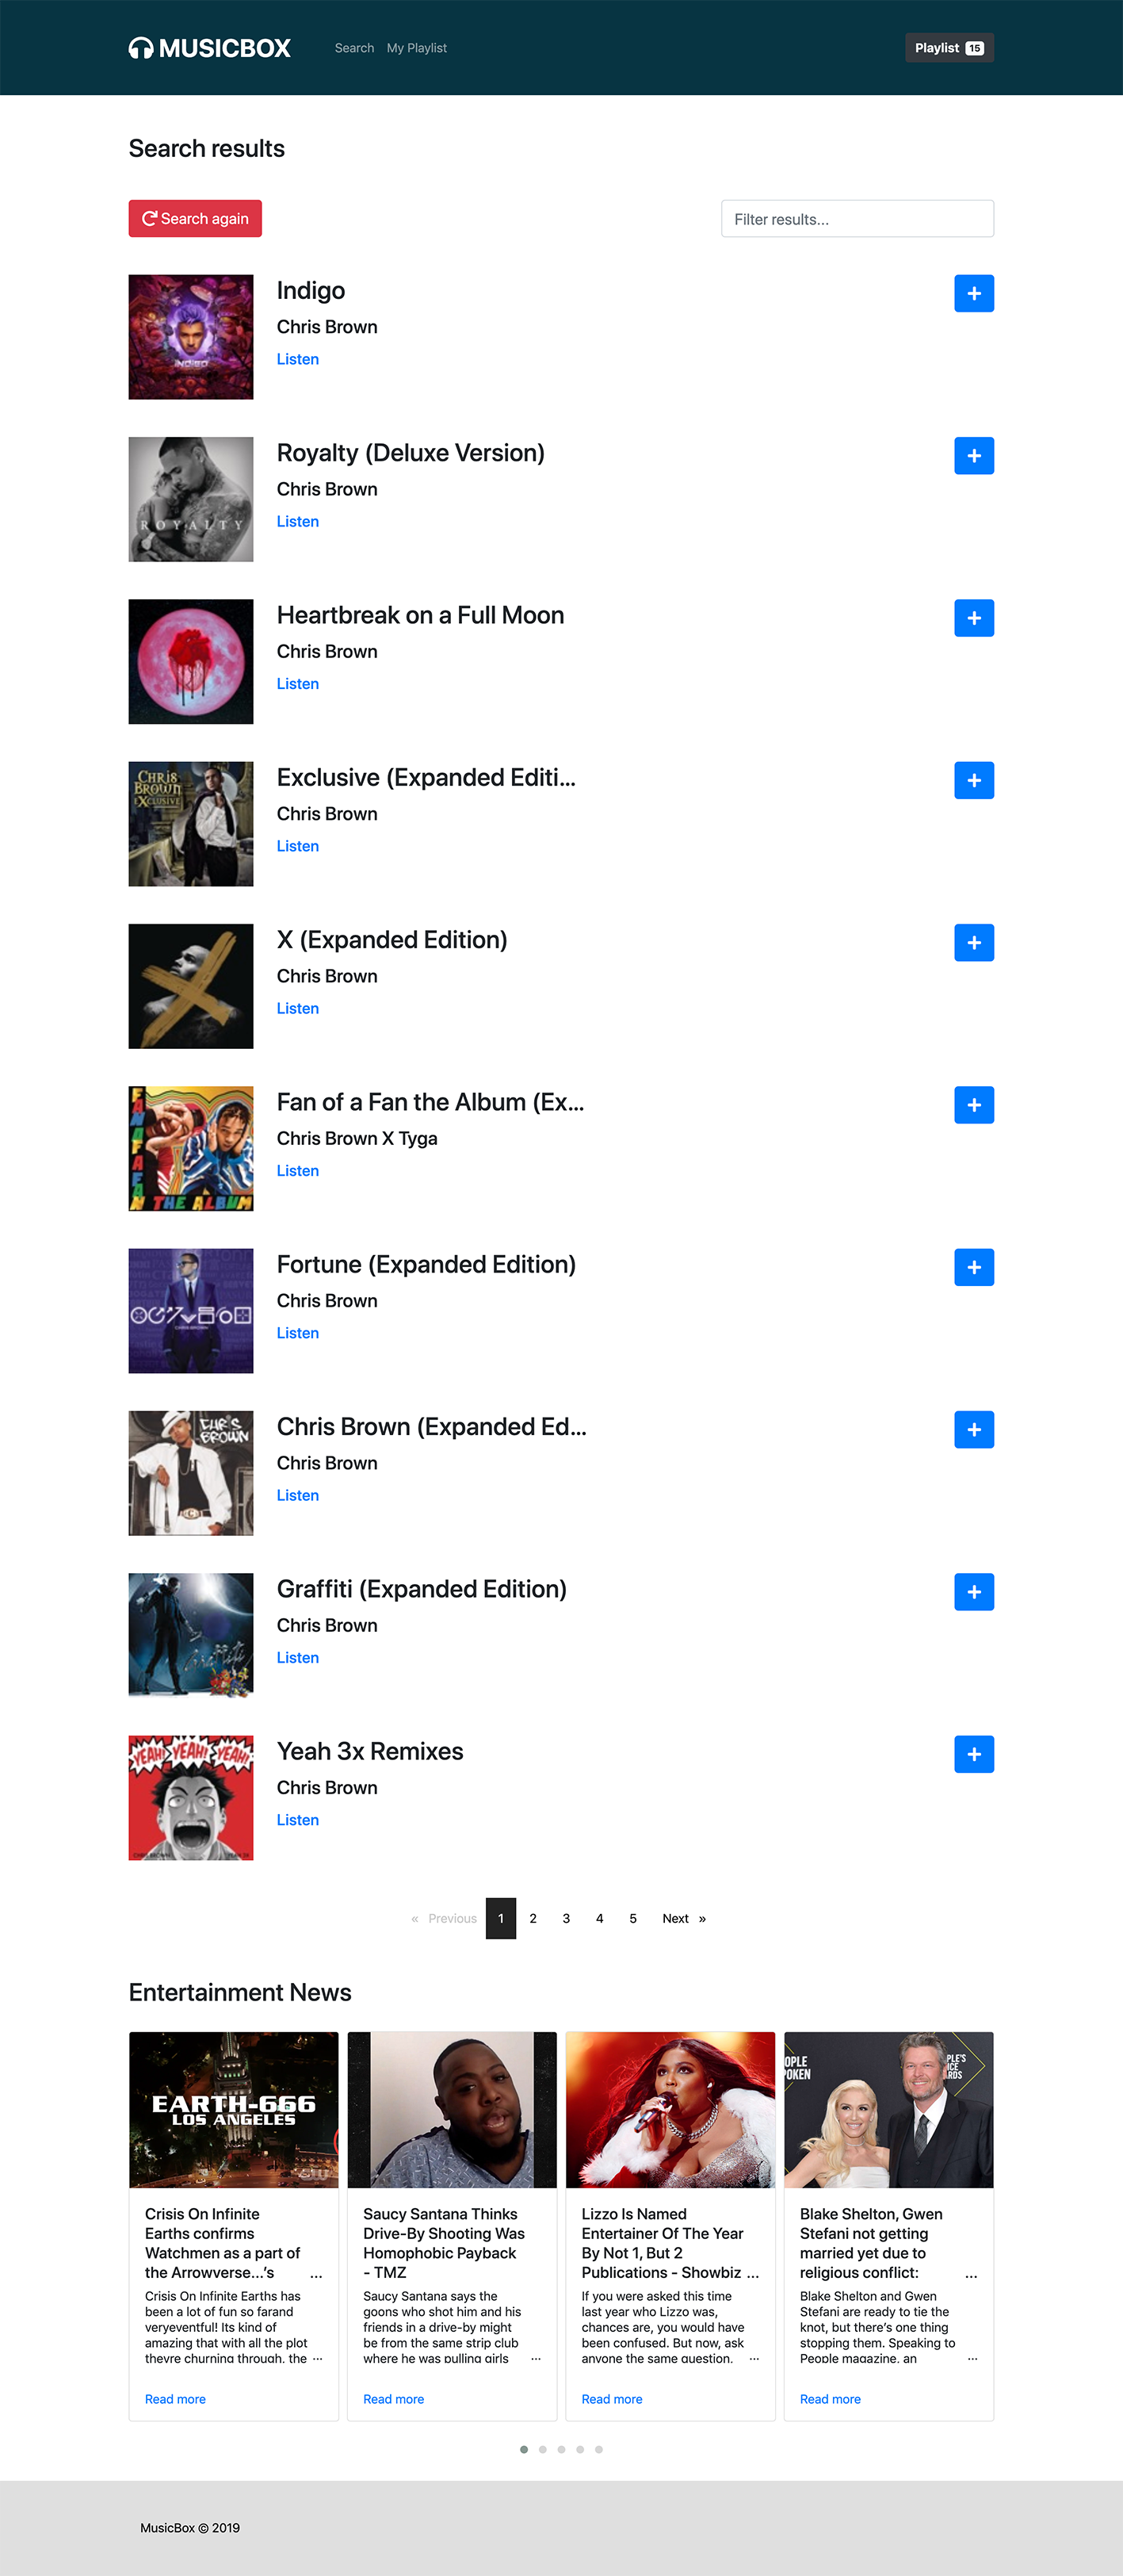 MUSICBOX
Search My Playlist
Playlist 15
Search results
Search again
Filter results...
INDIGO
Indigo
Chris Brown
Listen
+
ROYALTY
Royalty (Deluxe Version)
Chris Brown
Listen
+
Heartbreak on a Full Moon
Chris Brown
Listen
+
CHRIS
BROWN
EXCLUSIVE
Exclusive (Expanded Editi...
Chris Brown
Listen
+
X (Expanded Edition)
Chris Brown
Listen
+
FAN OF A FAN
THE ALBUM
Fan of a Fan the Album (Ex...
Chris Brown X Tyga
Listen
+
CHRIS BROWN
Fortune (Expanded Edition)
Chris Brown
Listen
+
CHRIS
BROWN
Chris Brown (Expanded Ed...
Chris Brown
Listen
+
Graffiti
Graffiti (Expanded Edition)
Chris Brown
Listen
+
YEAH! YEAH! YEAH!
CHRIS BROWN
Yeah 3x Remixes
Chris Brown
Listen
+
« Previous 1 2 3 4 5 Next »
Entertainment News
EARTH-666
LOS ANGELES
Crisis On Infinite
Earths confirms
Watchmen as a part of
the Arrowverse...'s ...
Crisis On Infinite Earths has
been a lot of fun so farand
veryeventful! Its kind of
amazing that with all the plot
theyre churning through, the ...
Read more
Saucy Santana Thinks
Drive-By Shooting Was
Homophobic Payback
- TMZ
Saucy Santana says the
goons who shot him and his
friends in a drive-by might
be from the same strip club
where he was pulling girls ...
Read more
Lizzo Is Named
Entertainer Of The Year
By Not 1, But 2
Publications - Showbiz ...
If you were asked this time
last year who Lizzo was,
chances are, you would have
been confused. But now, ask
anyone the same question, ...
Read more
OPLE
POKEN
PLE'S
ICE
RDS
Blake Shelton, Gwen
Stefani not getting
married yet due to
religious conflict: ...
Blake Shelton and Gwen
Stefani are ready to tie the
knot, but there's one thing
stopping them. Speaking to
People magazine, an ...
Read more
MusicBox © 2019